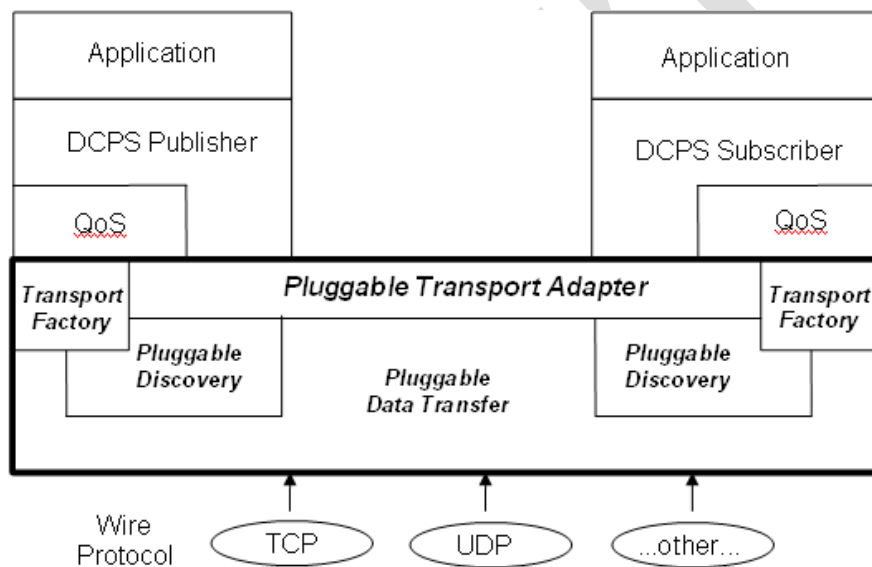 Application
Application
DCPS Publisher
DCPS Subscriber
QoS
QoS
Transport
Factory
Pluggable Transport Adapter
Transport
Factory
Pluggable
Discovery
Pluggable
Data Transfer
Pluggable
Discovery
Wire
Protocol
TCP
UDP
...other...